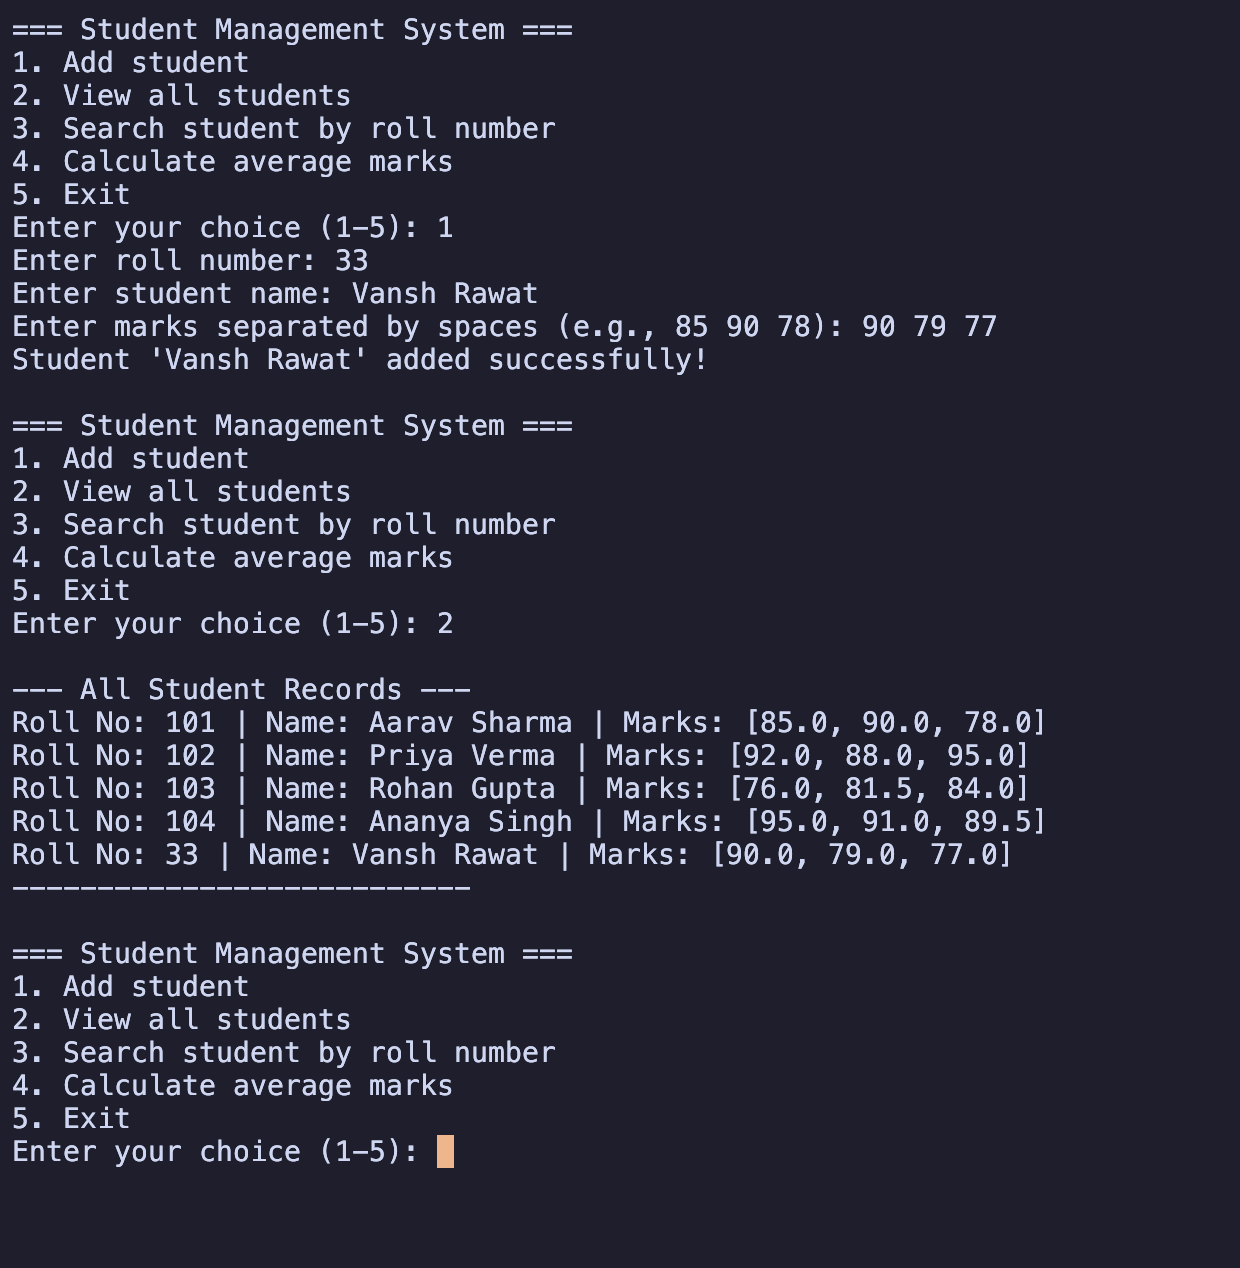 === Student Management System ===
1. Add student
2. View all students
3. Search student by roll number
4. Calculate average marks
5. Exit
Enter your choice (1-5): 1
Enter roll number: 33
Enter student name: Vansh Rawat
Enter marks separated by spaces (e.g., 85 90 78): 90 79 77
Student 'Vansh Rawat' added successfully!

=== Student Management System ===
1. Add student
2. View all students
3. Search student by roll number
4. Calculate average marks
5. Exit
Enter your choice (1-5): 2

--- All Student Records ---
Roll No: 101 | Name: Aarav Sharma | Marks: [85.0, 90.0, 78.0]
Roll No: 102 | Name: Priya Verma | Marks: [92.0, 88.0, 95.0]
Roll No: 103 | Name: Rohan Gupta | Marks: [76.0, 81.5, 84.0]
Roll No: 104 | Name: Ananya Singh | Marks: [95.0, 91.0, 89.5]
Roll No: 33 | Name: Vansh Rawat | Marks: [90.0, 79.0, 77.0]
---------------------------

=== Student Management System ===
1. Add student
2. View all students
3. Search student by roll number
4. Calculate average marks
5. Exit
Enter your choice (1-5):